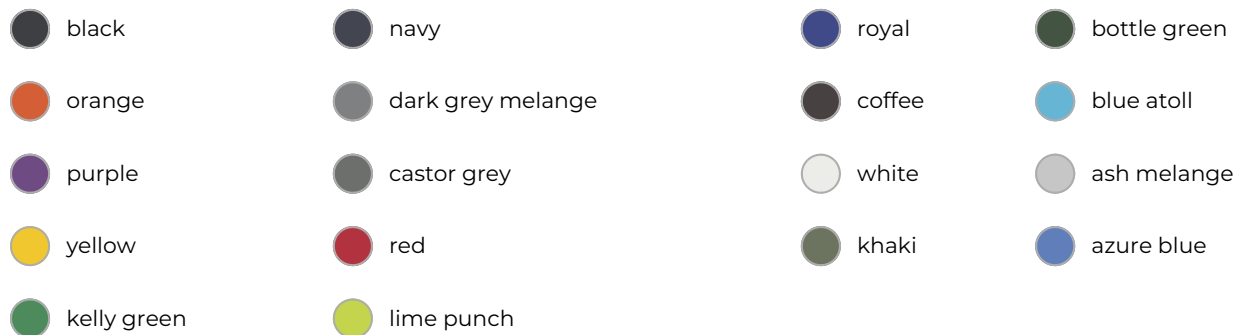 black
orange
purple
yellow
kelly green
navy
dark grey melange
castor grey
red
lime punch
royal
coffee
white
khaki
bottle green
blue atoll
ash melange
azure blue